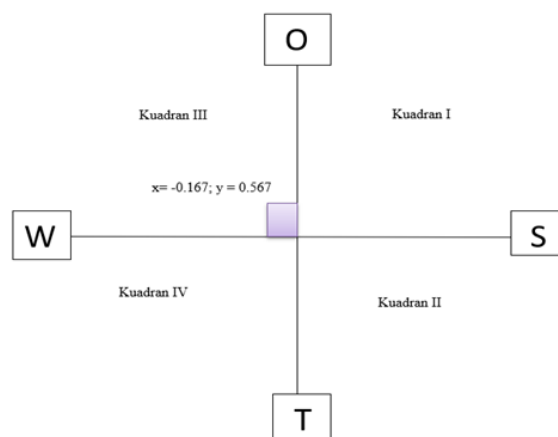 O
Kuadran III
Kuadran I
x= -0.167; y = 0.567
W
S
Kuadran IV
Kuadran II
T